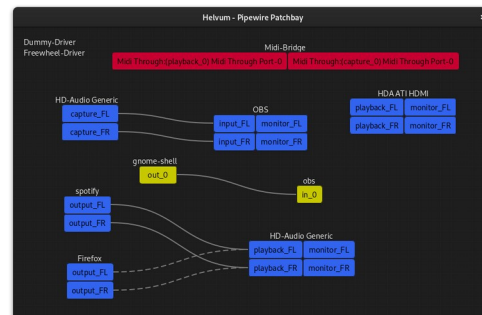 Helvum - Pipewire Patchbay
Dummy-Driver
Freewheel-Driver
Midi-Bridge
Midi Through:(playback_0) Midi Through Port-0 Midi Through:(capture_0) Midi Through Port-0
HD-Audio Generic
capture_FL
capture_FR
OBS
input_FL monitor_FL
input_FR monitor_FR
HDA ATI HDMI
playback_FL monitor_FL
playback_FR monitor_FR
gnome-shell
out_0
obs
in_0
spotify
output_FL
output_FR
HD-Audio Generic
playback_FL monitor_FL
playback_FR monitor_FR
Firefox
output_FL
output_FR